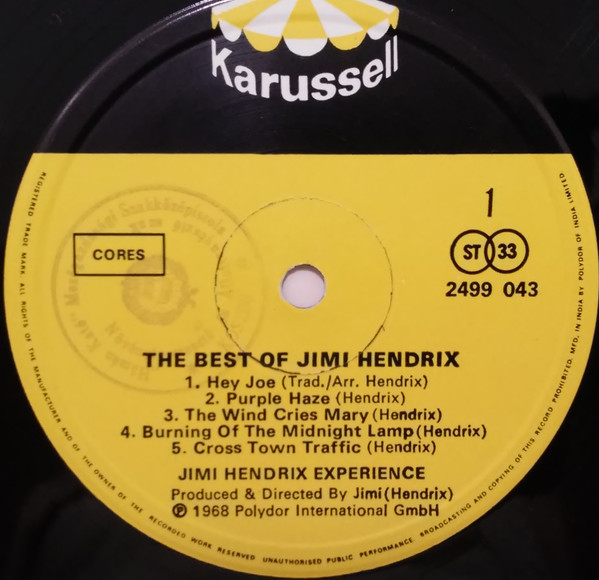 Karussell
1
CORES
ST 33
2499 043
THE BEST OF JIMI HENDRIX
1. Hey Joe (Trad./Arr. Hendrix)
2. Purple Haze (Hendrix)
3. The Wind Cries Mary (Hendrix)
4. Burning Of The Midnight Lamp (Hendrix)
5. Cross Town Traffic (Hendrix)
JIMI HENDRIX EXPERIENCE
Produced & Directed By Jimi (Hendrix)
℗ 1968 Polydor International GmbH
REGISTERED TRADE MARK. ALL RIGHTS OF THE MANUFACTURER AND OF THE OWNER OF THE RECORDED WORK RESERVED UNAUTHORISED PUBLIC PERFORMANCE, BROADCASTING AND COPYING OF THIS RECORD PROHIBITED. MFD. IN INDIA BY POLYDOR OF INDIA LIMITED.